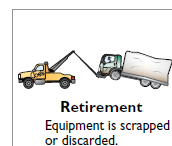 Retirement
Equipment is scrapped
or discarded.